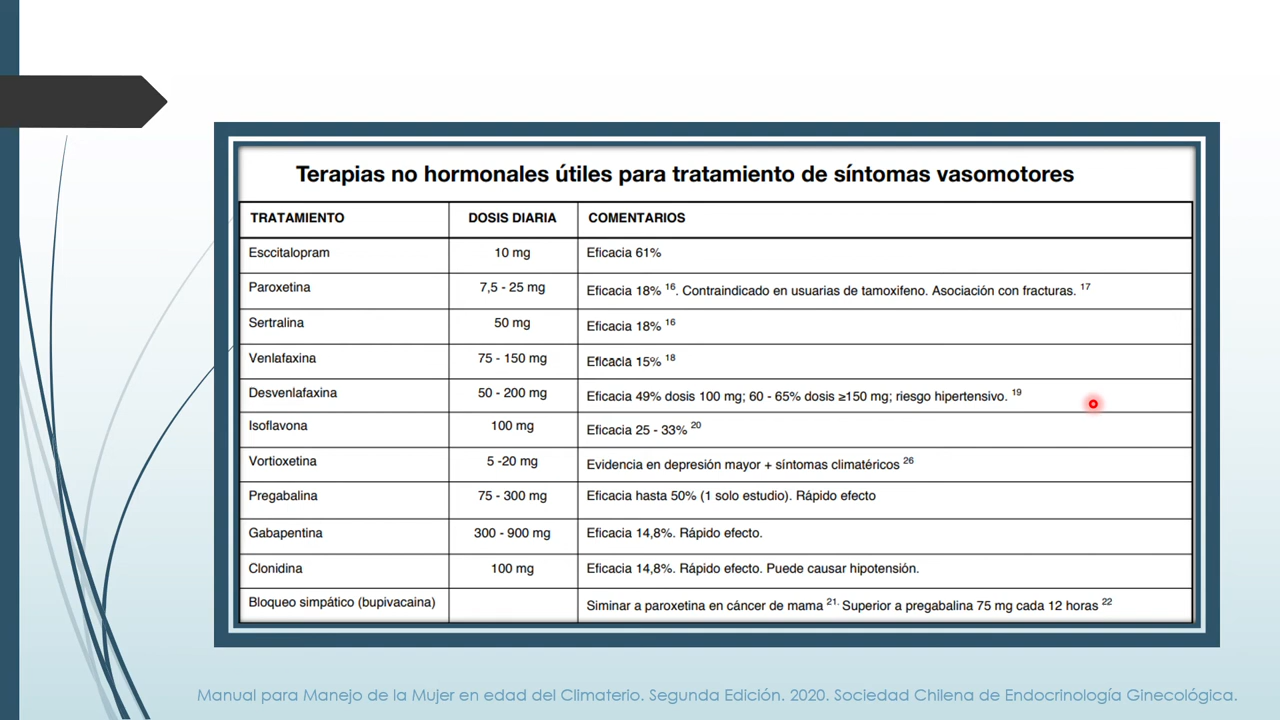 Terapias no hormonales útiles para tratamiento de síntomas vasomotores
TRATAMIENTO DOSIS DIARIA COMENTARIOS
Esccitalopram 10 mg Eficacia 61%
Paroxetina 7,5 - 25 mg Eficacia 18% 16. Contraindicado en usuarias de tamoxifeno. Asociación con fracturas. 17
Sertralina 50 mg Eficacia 18% 16
Venlafaxina 75 - 150 mg Eficacia 15% 18
Desvenlafaxina 50 - 200 mg Eficacia 49% dosis 100 mg; 60 - 65% dosis ≥150 mg; riesgo hipertensivo. 19
Isoflavona 100 mg Eficacia 25 - 33% 20
Vortioxetina 5 -20 mg Evidencia en depresión mayor + síntomas climatéricos 26
Pregabalina 75 - 300 mg Eficacia hasta 50% (1 solo estudio). Rápido efecto
Gabapentina 300 - 900 mg Eficacia 14,8%. Rápido efecto.
Clonidina 100 mg Eficacia 14,8%. Rápido efecto. Puede causar hipotensión.
Bloqueo simpático (bupivacaina) Siminar a paroxetina en cáncer de mama 21. Superior a pregabalina 75 mg cada 12 horas 22
Manual para Manejo de la Mujer en edad del Climaterio. Segunda Edición. 2020. Sociedad Chilena de Endocrinología Ginecológica.